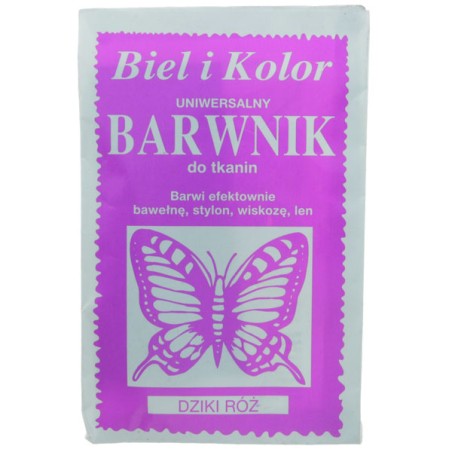 Biel i Kolor
UNIWERSALNY
BARWNIK
do tkanin
Barwi efektownie
bawełnę, stylon, wiskozę, len
DZIKI RÓŻ